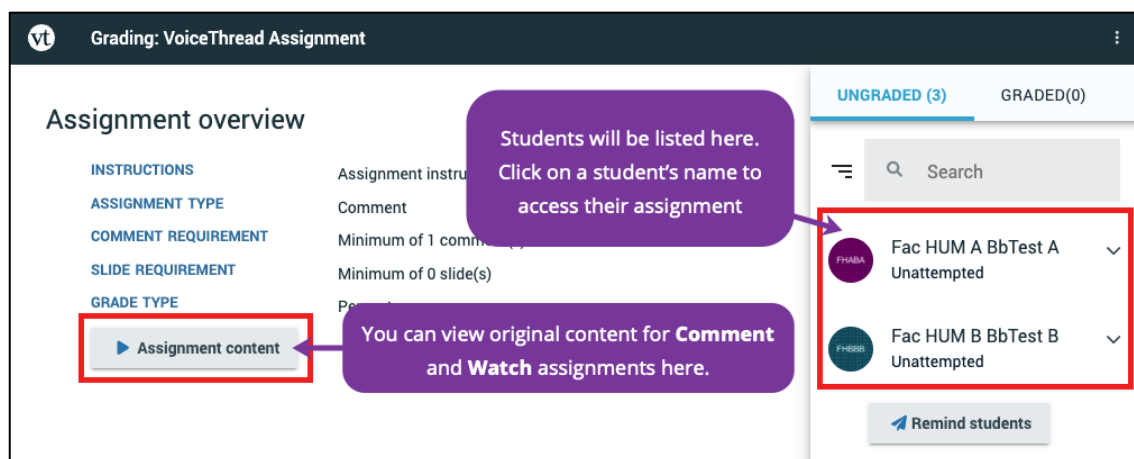 vt
Grading: VoiceThread Assignment
Assignment overview
INSTRUCTIONS
Assignment
ASSIGNMENT TYPE
Comment
COMMENT REQUIREMENT
Minimum of 1
SLIDE REQUIREMENT
Minimum of 0 slide(s)
GRADE TYPE
Assignment content
Students will be listed here.
Click on a student’s name to
access their assignment
You can view original content for Comment
and Watch assignments here.
UNGRADED (3)
GRADED(0)
Search
FHABA
Fac HUM A BbTest A
Unattempted
FHBBB
Fac HUM B BbTest B
Unattempted
Remind students